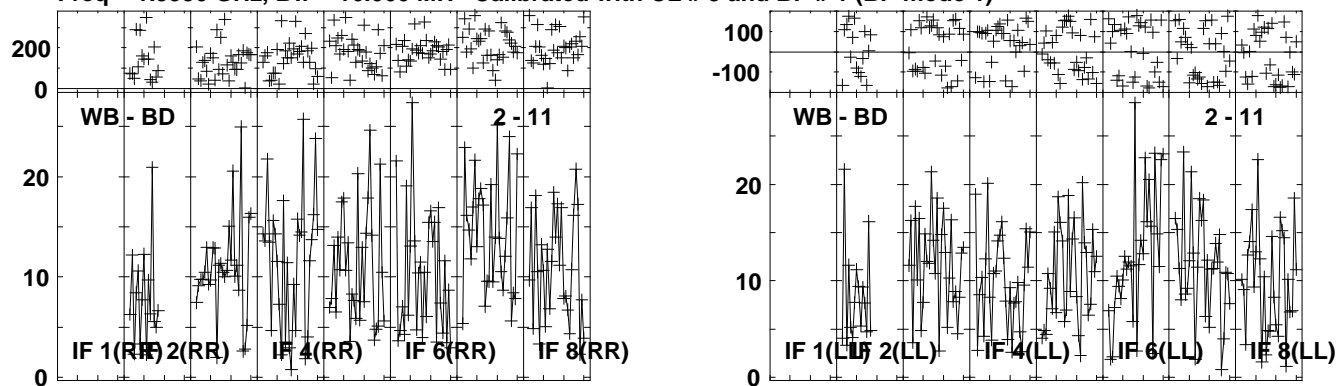 200
0
WB - BD
2 - 11
20
10
0
IF 1(RR)
IF 2(RR)
IF 4(RR)
IF 6(RR)
IF 8(RR)
100
-100
WB - BD
2 - 11
20
10
0
IF 1(LL)
IF 2(LL)
IF 4(LL)
IF 6(LL)
IF 8(LL)